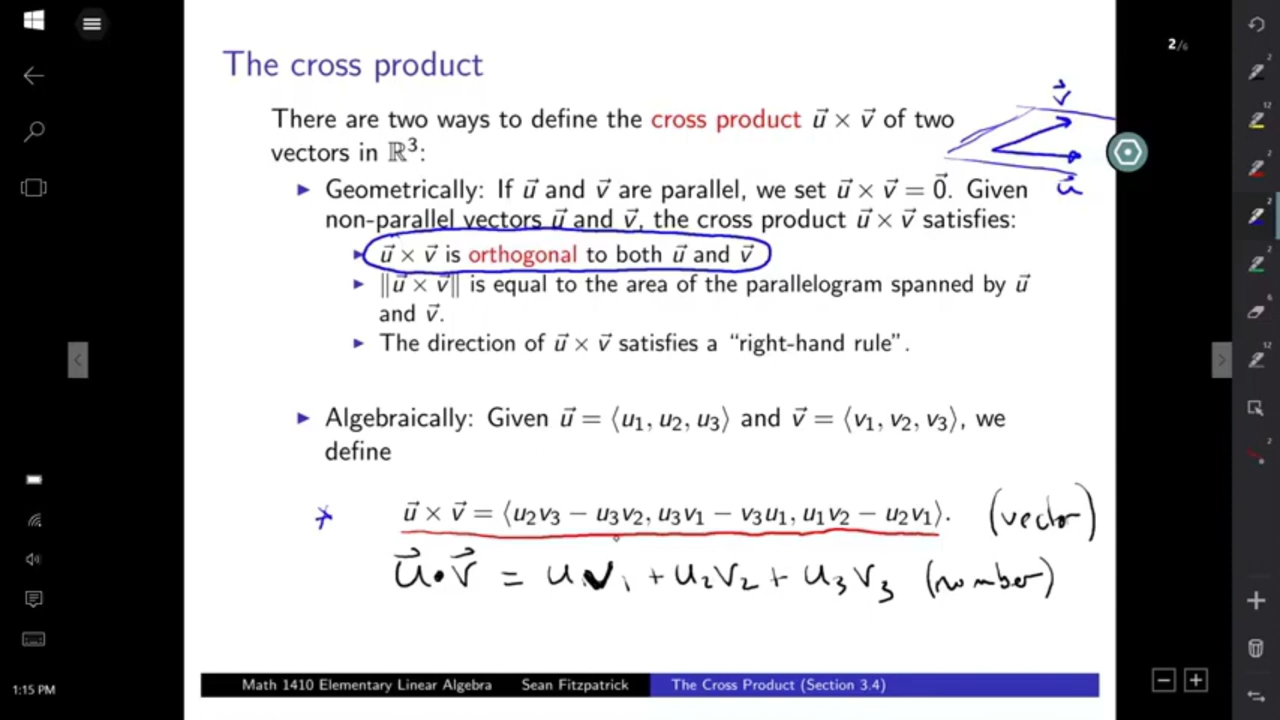 2/6
The cross product
There are two ways to define the cross product u⃗ × v⃗ of two
vectors in ℝ³:
v⃗
u⃗
▶ Geometrically: If u⃗ and v⃗ are parallel, we set u⃗ × v⃗ = 0⃗. Given
non-parallel vectors u⃗ and v⃗, the cross product u⃗ × v⃗ satisfies:
▶ u⃗ × v⃗ is orthogonal to both u⃗ and v⃗
▶ ‖u⃗ × v⃗‖ is equal to the area of the parallelogram spanned by u⃗
and v⃗.
▶ The direction of u⃗ × v⃗ satisfies a “right-hand rule”.
▶ Algebraically: Given u⃗ = ⟨u₁, u₂, u₃⟩ and v⃗ = ⟨v₁, v₂, v₃⟩, we
define
* u⃗ × v⃗ = ⟨u₂v₃ − u₃v₂, u₃v₁ − v₃u₁, u₁v₂ − u₂v₁⟩. (vector)
u⃗ • v⃗ = u₁v₁ + u₂v₂ + u₃v₃ (number)
1:15 PM
Math 1410 Elementary Linear Algebra Sean Fitzpatrick The Cross Product (Section 3.4)